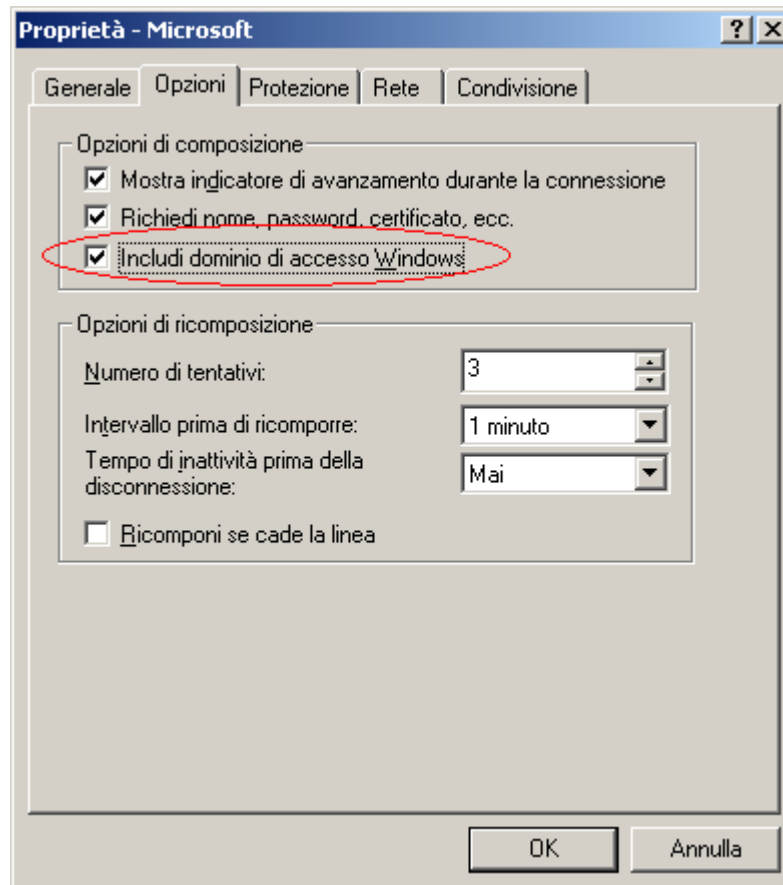 Proprietà - Microsoft
Generale Opzioni Protezione Rete Condivisione
Opzioni di composizione
Mostra indicatore di avanzamento durante la connessione
Richiedi nome, password, certificato, ecc.
Includi dominio di accesso Windows
Opzioni di ricomposizione
Numero di tentativi: 3
Intervallo prima di ricomporre: 1 minuto
Tempo di inattività prima della
disconnessione: Mai
Ricomponi se cade la linea
OK Annulla